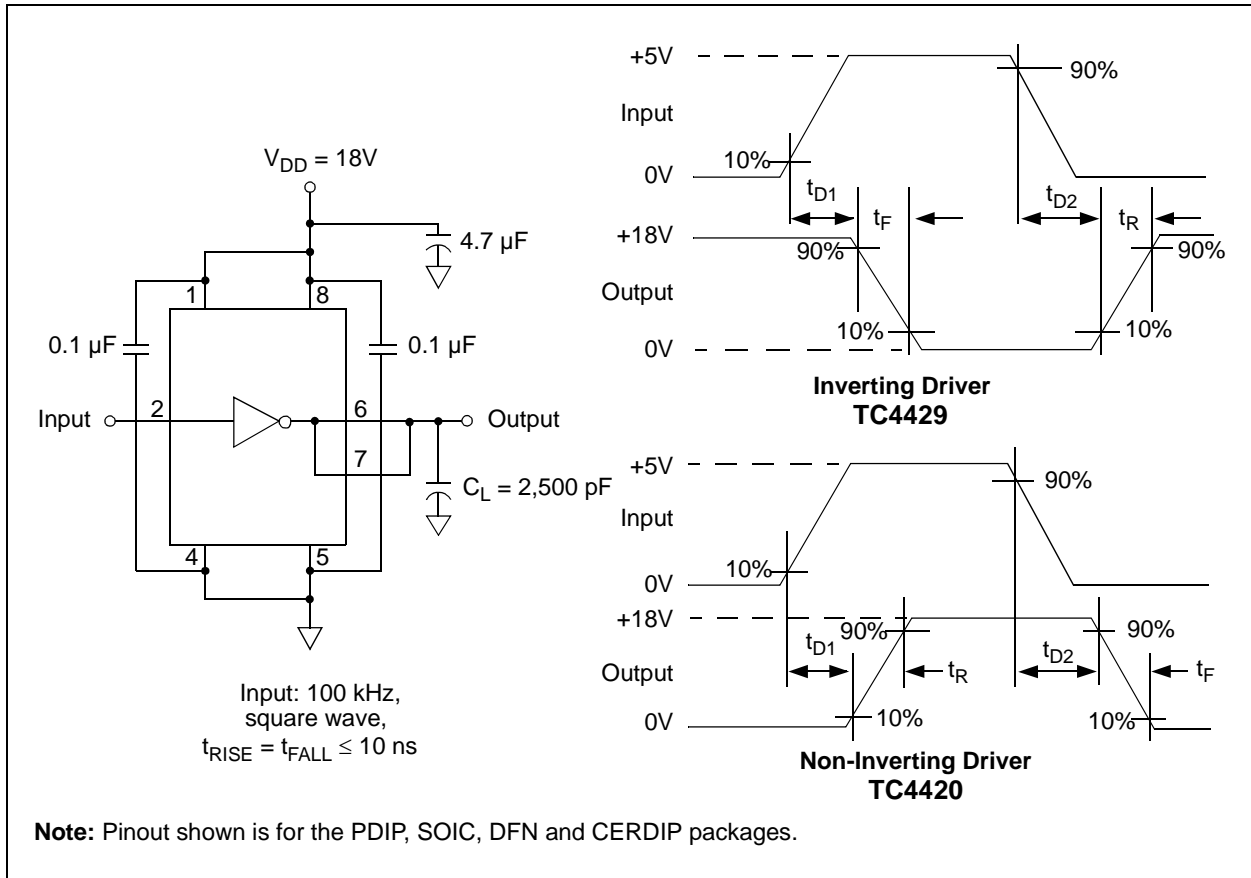 V_DD = 18V
4.7 µF
1
8
0.1 µF
0.1 µF
Input
2
6
Output
7
C_L = 2,500 pF
4
5
Input: 100 kHz,
square wave,
t_RISE = t_FALL ≤ 10 ns
+5V
90%
Input
10%
0V
t_D1
t_D2
t_F
t_R
+18V
90%
90%
Output
10%
10%
0V
Inverting Driver
TC4429
+5V
90%
Input
10%
0V
+18V
90%
90%
t_D1
t_D2
Output
t_R
t_F
10%
10%
0V
Non-Inverting Driver
TC4420
Note: Pinout shown is for the PDIP, SOIC, DFN and CERDIP packages.